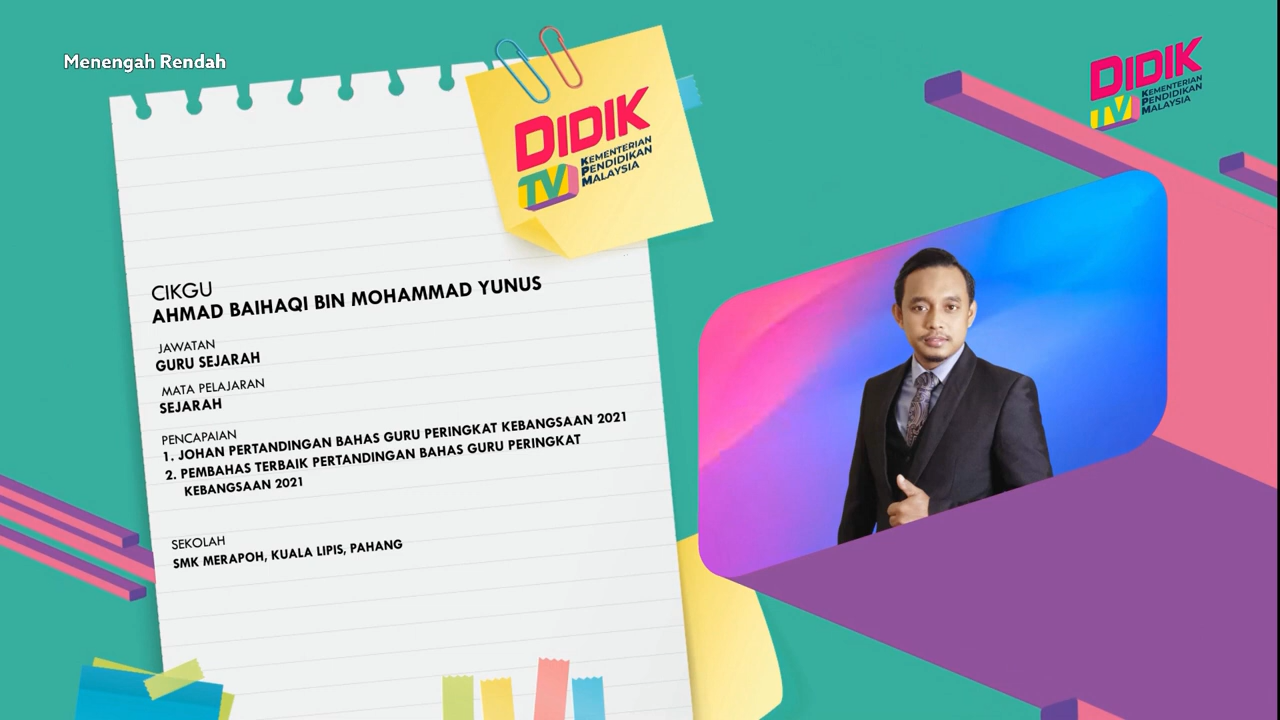 Menengah Rendah
DIDIK
TV
KEMENTERIAN
PENDIDIKAN
MALAYSIA
DIDIK
TV
KEMENTERIAN
PENDIDIKAN
MALAYSIA
CIKGU
AHMAD BAIHAQI BIN MOHAMMAD YUNUS
JAWATAN
GURU SEJARAH
MATA PELAJARAN
SEJARAH
PENCAPAIAN
1. JOHAN PERTANDINGAN BAHAS GURU PERINGKAT KEBANGSAAN 2021
2. PEMBAHAS TERBAIK PERTANDINGAN BAHAS GURU PERINGKAT
KEBANGSAAN 2021
SEKOLAH
SMK MERAPOH, KUALA LIPIS, PAHANG